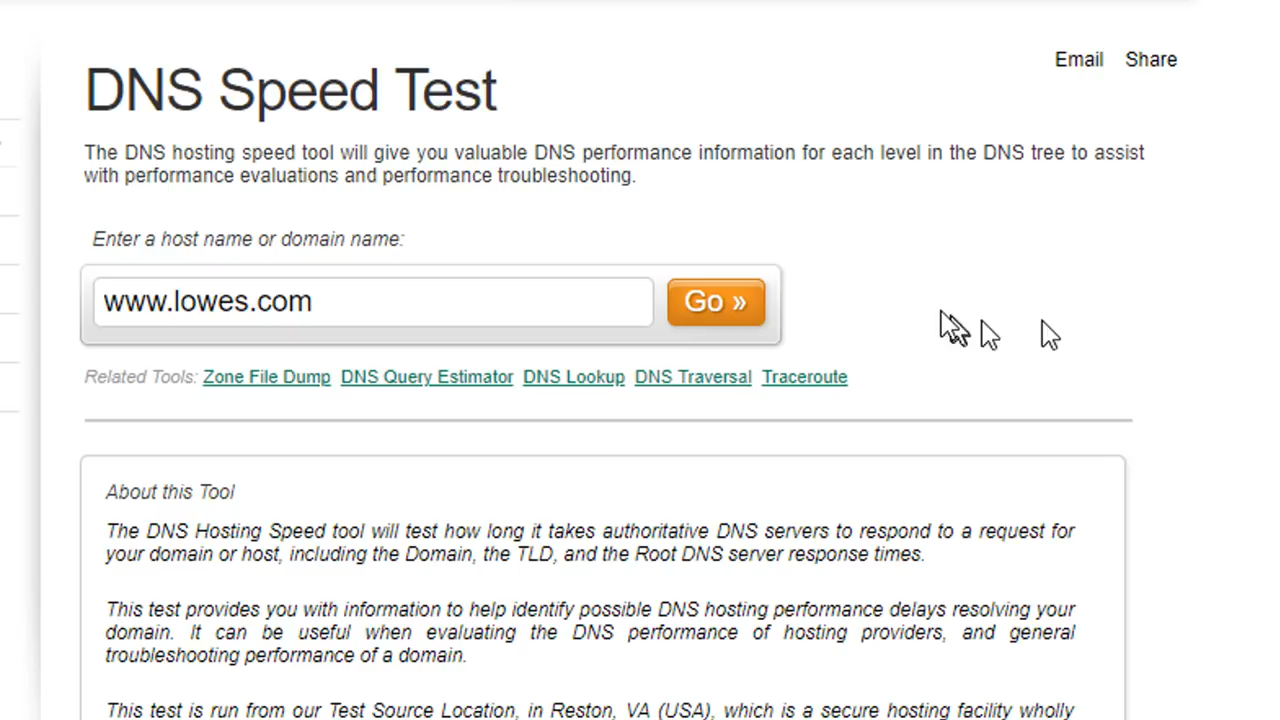 Email Share
DNS Speed Test
The DNS hosting speed tool will give you valuable DNS performance information for each level in the DNS tree to assist
with performance evaluations and performance troubleshooting.
Enter a host name or domain name:
www.lowes.com Go »
Related Tools: Zone File Dump DNS Query Estimator DNS Lookup DNS Traversal Traceroute
About this Tool
The DNS Hosting Speed tool will test how long it takes authoritative DNS servers to respond to a request for
your domain or host, including the Domain, the TLD, and the Root DNS server response times.
This test provides you with information to help identify possible DNS hosting performance delays resolving your
domain. It can be useful when evaluating the DNS performance of hosting providers, and general
troubleshooting performance of a domain.
This test is run from our Test Source Location, in Reston, VA (USA), which is a secure hosting facility wholly